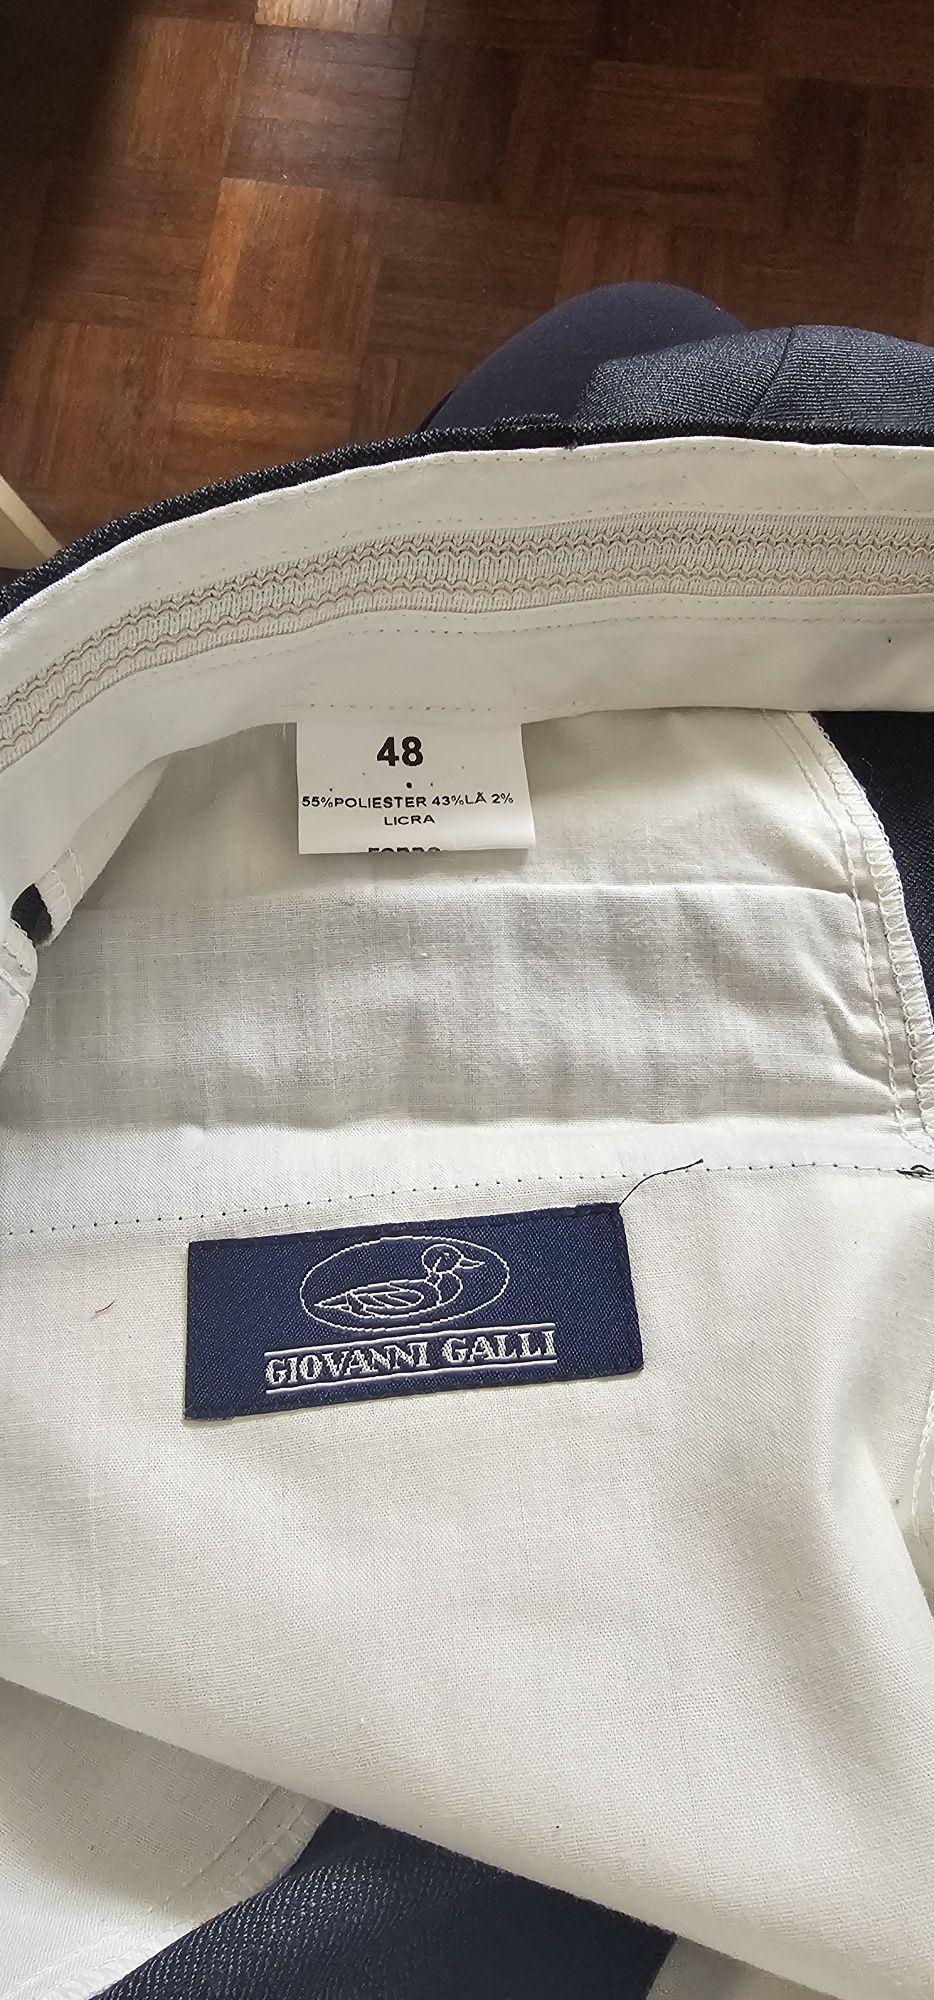 48
55%POLIESTER 43%LÃ 2%
LICRA
GIOVANNI GALLI